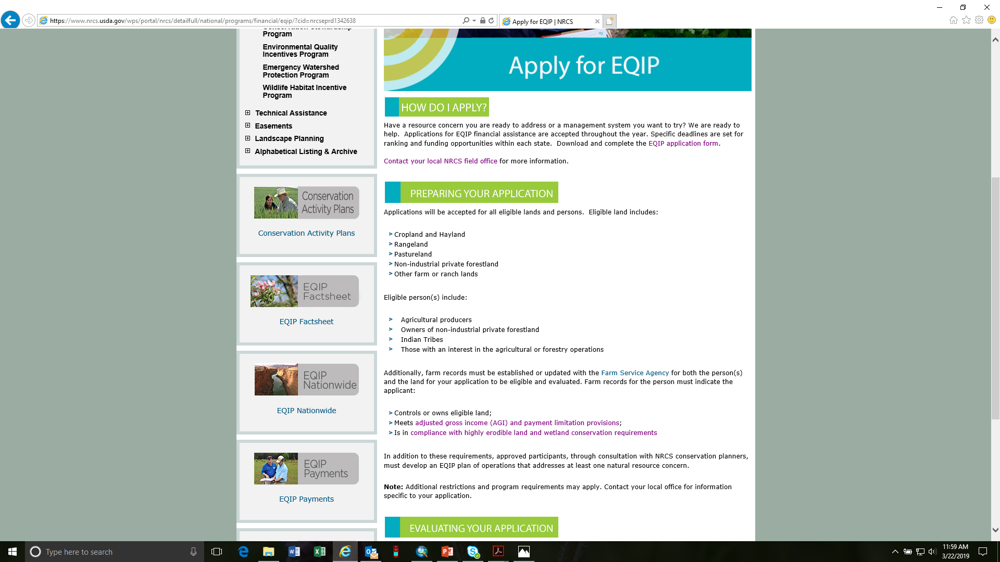 https://www.nrcs.usda.gov/wps/portal/nrcs/detailfull/national/programs/financial/eqip/?cid=nrcseprd1342638
Apply for EQIP | NRCS
Program
Environmental Quality
Incentives Program
Emergency Watershed
Protection Program
Wildlife Habitat Incentive
Program
Technical Assistance
Easements
Landscape Planning
Alphabetical Listing & Archive
Conservation
Activity Plans
Conservation Activity Plans
EQIP
Factsheet
EQIP Factsheet
EQIP
Nationwide
EQIP Nationwide
EQIP
Payments
EQIP Payments
Apply for EQIP
HOW DO I APPLY?
Have a resource concern you are ready to address or a management system you want to try? We are ready to
help.  Applications for EQIP financial assistance are accepted throughout the year. Specific deadlines are set for
ranking and funding opportunities within each state.  Download and complete the EQIP application form.
Contact your local NRCS field office for more information.
PREPARING YOUR APPLICATION
Applications will be accepted for all eligible lands and persons.  Eligible land includes:
> Cropland and Hayland
> Rangeland
> Pastureland
> Non-industrial private forestland
> Other farm or ranch lands
Eligible person(s) include:
> Agricultural producers
> Owners of non-industrial private forestland
> Indian Tribes
> Those with an interest in the agricultural or forestry operations
Additionally, farm records must be established or updated with the Farm Service Agency for both the person(s)
and the land for your application to be eligible and evaluated. Farm records for the person must indicate the
applicant:
> Controls or owns eligible land;
> Meets adjusted gross income (AGI) and payment limitation provisions;
> Is in compliance with highly erodible land and wetland conservation requirements
In addition to these requirements, approved participants, through consultation with NRCS conservation planners,
must develop an EQIP plan of operations that addresses at least one natural resource concern.
Note: Additional restrictions and program requirements may apply. Contact your local office for information
specific to your application.
EVALUATING YOUR APPLICATION
Type here to search
11:59 AM
3/22/2019